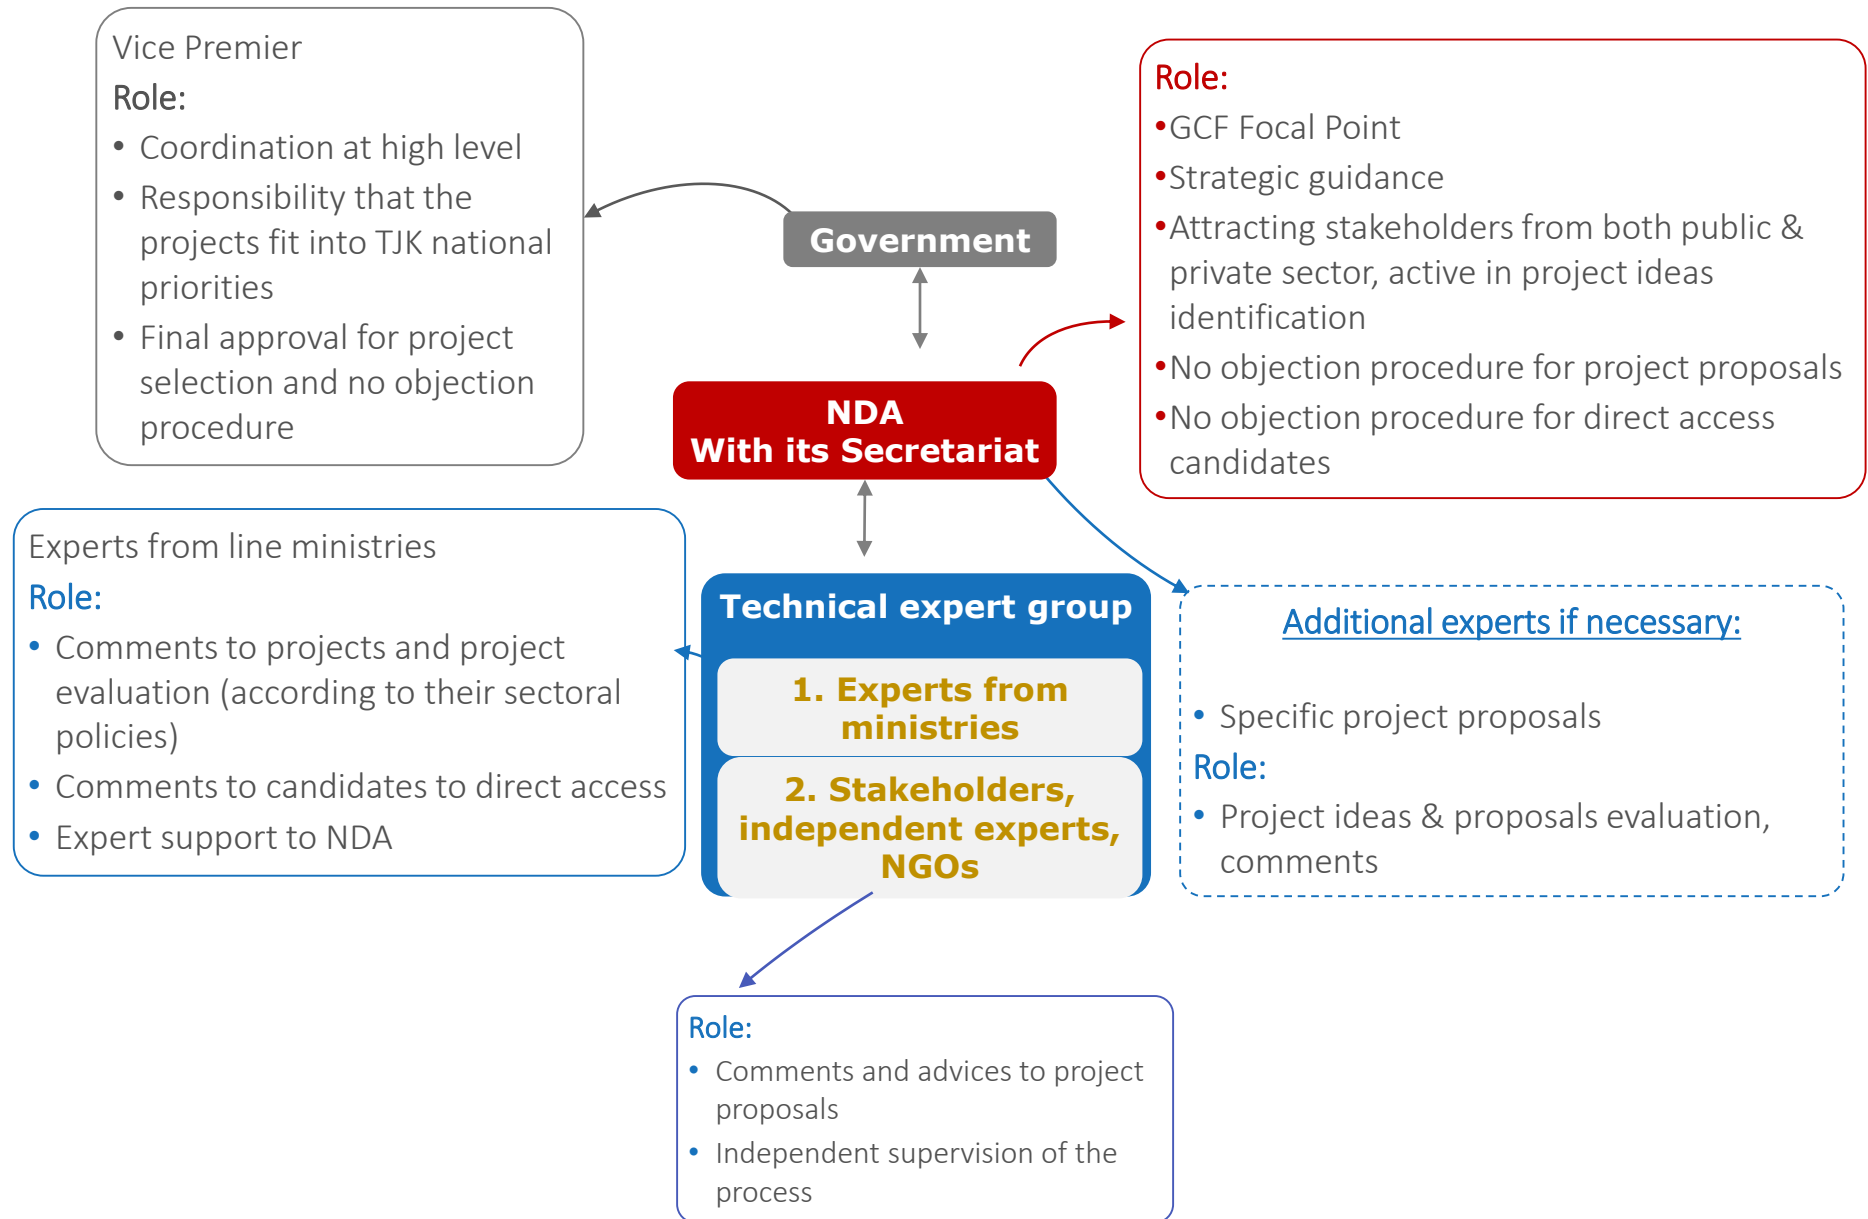 Vice Premier
Role:
• Coordination at high level
• Responsibility that the
projects fit into TJK national
priorities
• Final approval for project
selection and no objection
procedure
Government
Role:
•GCF Focal Point
•Strategic guidance
•Attracting stakeholders from both public &
private sector, active in project ideas
identification
•No objection procedure for project proposals
•No objection procedure for direct access
candidates
NDA
With its Secretariat
Experts from line ministries
Role:
• Comments to projects and project
evaluation (according to their sectoral
policies)
• Comments to candidates to direct access
• Expert support to NDA
Technical expert group
1. Experts from
ministries
2. Stakeholders,
independent experts,
NGOs
Additional experts if necessary:
• Specific project proposals
Role:
• Project ideas & proposals evaluation,
comments
Role:
• Comments and advices to project
proposals
• Independent supervision of the
process